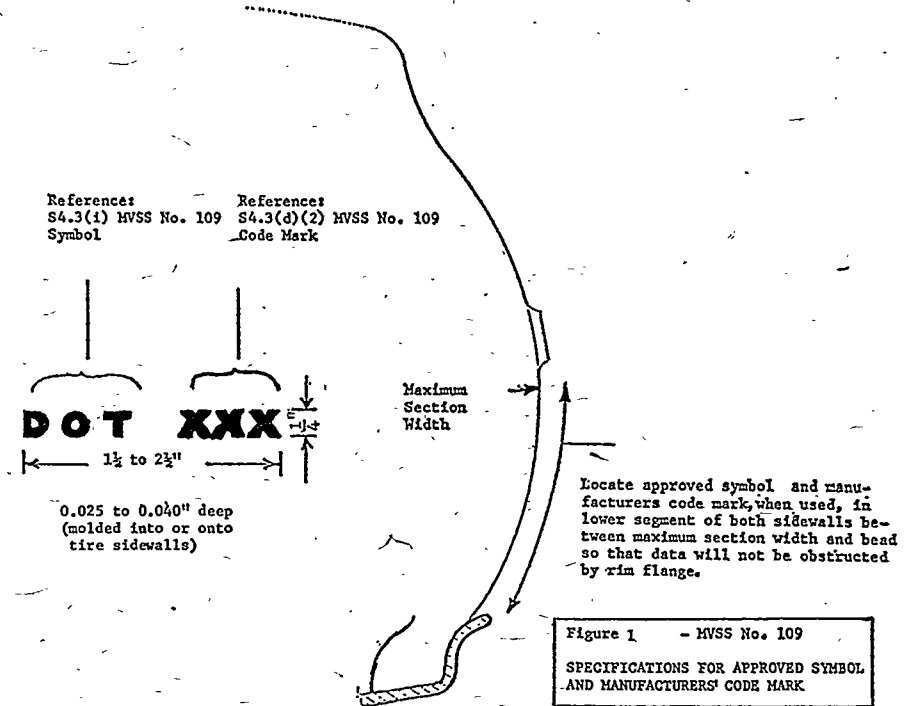 Reference: Reference:
S4.3(i) MVSS No. 109 S4.3(d)(2) MVSS No. 109
Symbol Code Mark
DOT XXX 1/4"
1½ to 2½"
0.025 to 0.040" deep
(molded into or onto
tire sidewalls)
Maximum
Section
Width
Locate approved symbol and manu-
facturers code mark, when used, in
lower segment of both sidewalls be-
tween maximum section width and bead
so that data will not be obstructed
by rim flange.
Figure 1 - MVSS No. 109
SPECIFICATIONS FOR APPROVED SYMBOL
AND MANUFACTURERS' CODE MARK